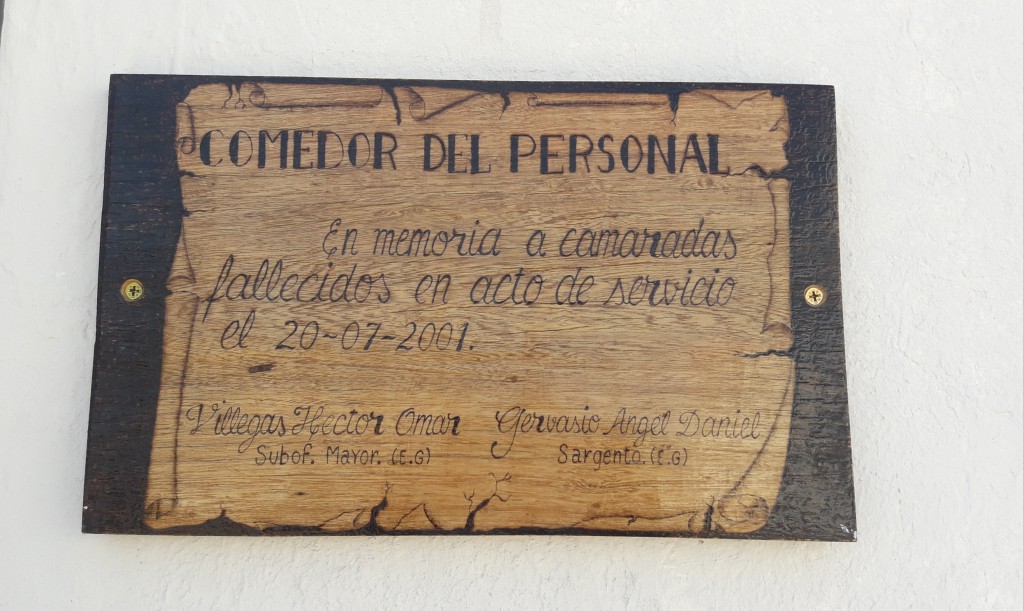 COMEDOR DEL PERSONAL
En memoria a camaradas
fallecidos en acto de servicio
el 20-07-2001.
Villegas Hector Omar Gervasio Angel Daniel
Subof. Mayor. (E.G) Sargento. (E.G)